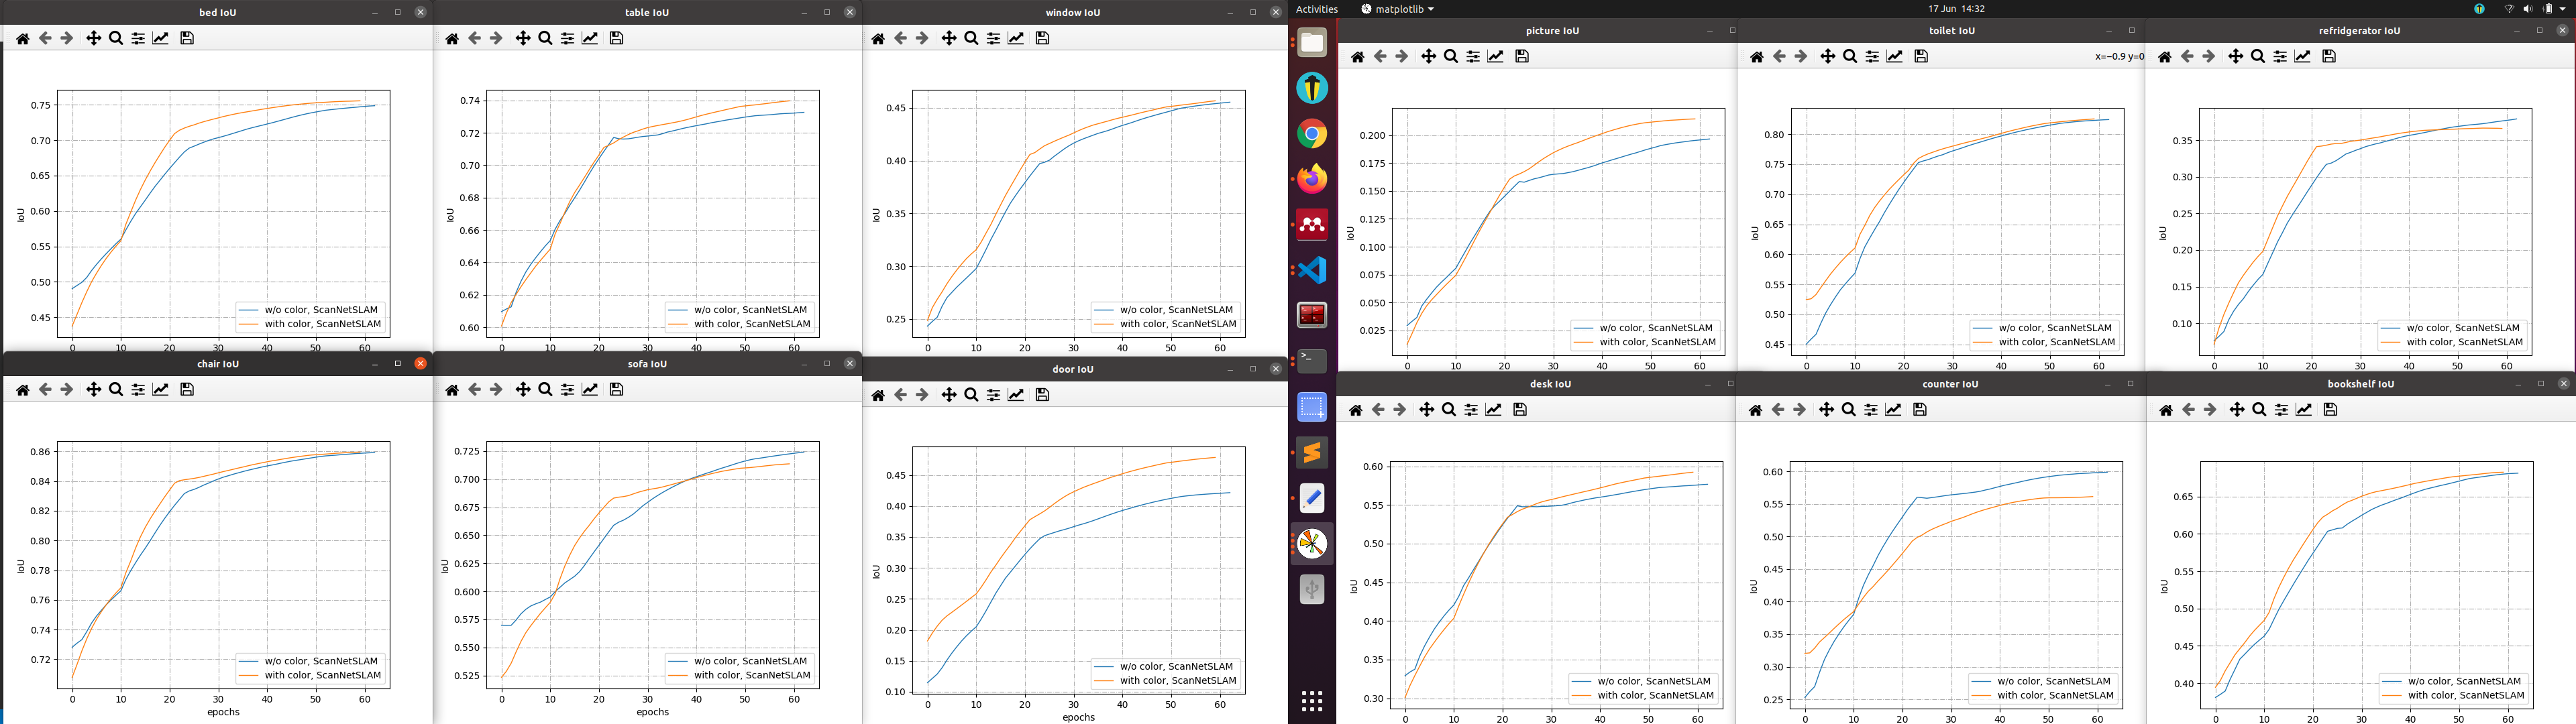 bed IoU
0.75
0.70
0.65
0.60
0.55
0.50
0.45
IoU
w/o color, ScanNetSLAM
with color, ScanNetSLAM
0 10 20 30 40 50 60
table IoU
0.74
0.72
0.70
0.68
0.66
0.64
0.62
0.60
IoU
w/o color, ScanNetSLAM
with color, ScanNetSLAM
0 10 20 30 40 50 60
window IoU
0.45
0.40
0.35
0.30
0.25
IoU
w/o color, ScanNetSLAM
with color, ScanNetSLAM
0 10 20 30 40 50 60
Activities
matplotlib
17 Jun 14:32
picture IoU
0.200
0.175
0.150
0.125
0.100
0.075
0.050
0.025
IoU
w/o color, ScanNetSLAM
with color, ScanNetSLAM
0 10 20 30 40 50 60
toilet IoU
x=−0.9 y=0
0.80
0.75
0.70
0.65
0.60
0.55
0.50
0.45
IoU
w/o color, ScanNetSLAM
with color, ScanNetSLAM
0 10 20 30 40 50 60
refridgerator IoU
0.35
0.30
0.25
0.20
0.15
0.10
IoU
w/o color, ScanNetSLAM
with color, ScanNetSLAM
0 10 20 30 40 50 60
chair IoU
0.86
0.84
0.82
0.80
0.78
0.76
0.74
0.72
IoU
w/o color, ScanNetSLAM
with color, ScanNetSLAM
0 10 20 30 40 50 60
epochs
sofa IoU
0.725
0.700
0.675
0.650
0.625
0.600
0.575
0.550
0.525
IoU
w/o color, ScanNetSLAM
with color, ScanNetSLAM
0 10 20 30 40 50 60
epochs
door IoU
0.45
0.40
0.35
0.30
0.25
0.20
0.15
0.10
IoU
w/o color, ScanNetSLAM
with color, ScanNetSLAM
0 10 20 30 40 50 60
epochs
desk IoU
0.60
0.55
0.50
0.45
0.40
0.35
0.30
IoU
w/o color, ScanNetSLAM
with color, ScanNetSLAM
0 10 20 30 40 50 60
counter IoU
0.60
0.55
0.50
0.45
0.40
0.35
0.30
0.25
IoU
w/o color, ScanNetSLAM
with color, ScanNetSLAM
0 10 20 30 40 50 60
bookshelf IoU
0.65
0.60
0.55
0.50
0.45
0.40
IoU
w/o color, ScanNetSLAM
with color, ScanNetSLAM
0 10 20 30 40 50 60